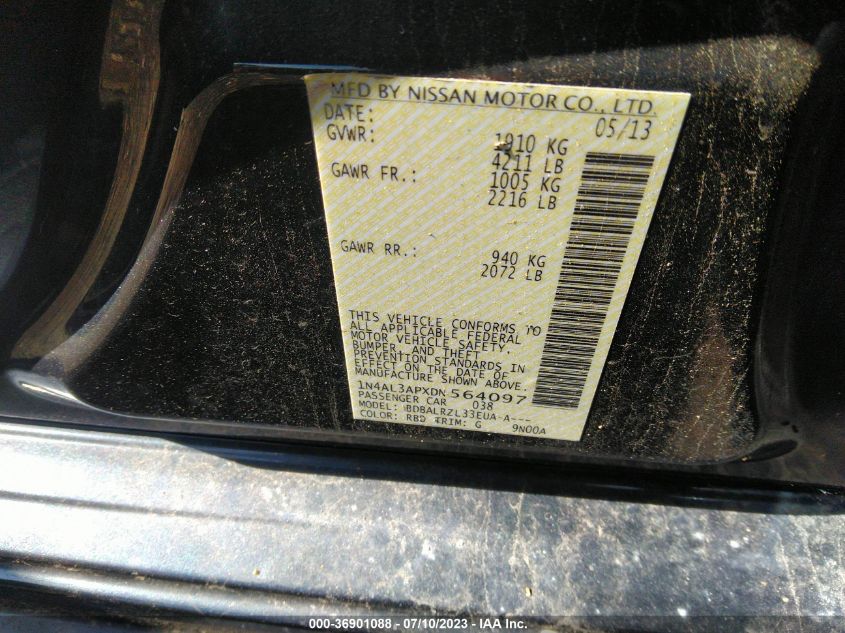 MFD BY NISSAN MOTOR CO., LTD.
DATE: 05/13
GVWR: 1910 KG
4211 LB
GAWR FR.: 1005 KG
2216 LB
GAWR RR.: 940 KG
2072 LB
THIS VEHICLE CONFORMS TO
ALL APPLICABLE FEDERAL
MOTOR VEHICLE SAFETY,
BUMPER, AND THEFT
PREVENTION STANDARDS IN
EFFECT ON THE DATE OF
MANUFACTURE SHOWN ABOVE.
1N4AL3APXDN 564097
PASSENGER CAR 038
MODEL: BDBALRZL33EUA-A---
COLOR: RBD TRIM: G 9N00A
000-36901088 - 07/10/2023 - IAA Inc.